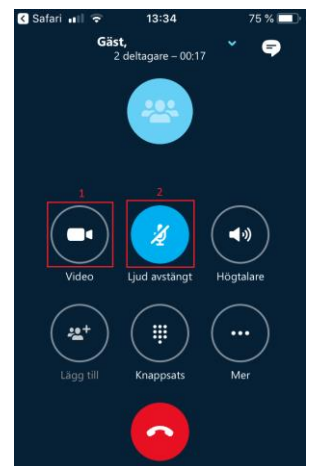 Safari 13:34 75 %
Gäst,
2 deltagare – 00:17
1 2
Video Ljud avstängt Högtalare
Lägg till Knappsats Mer